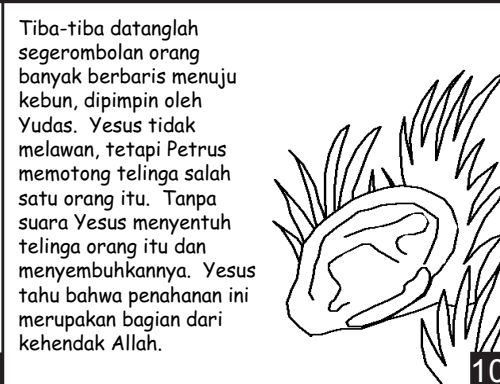 Tiba-tiba datanglah
segerombolan orang
banyak berbaris menuju
kebun, dipimpin oleh
Yudas.  Yesus tidak
melawan, tetapi Petrus
memotong telinga salah
satu orang itu.  Tanpa
suara Yesus menyentuh
telinga orang itu dan
menyembuhkannya.  Yesus
tahu bahwa penahanan ini
merupakan bagian dari
kehendak Allah.
10